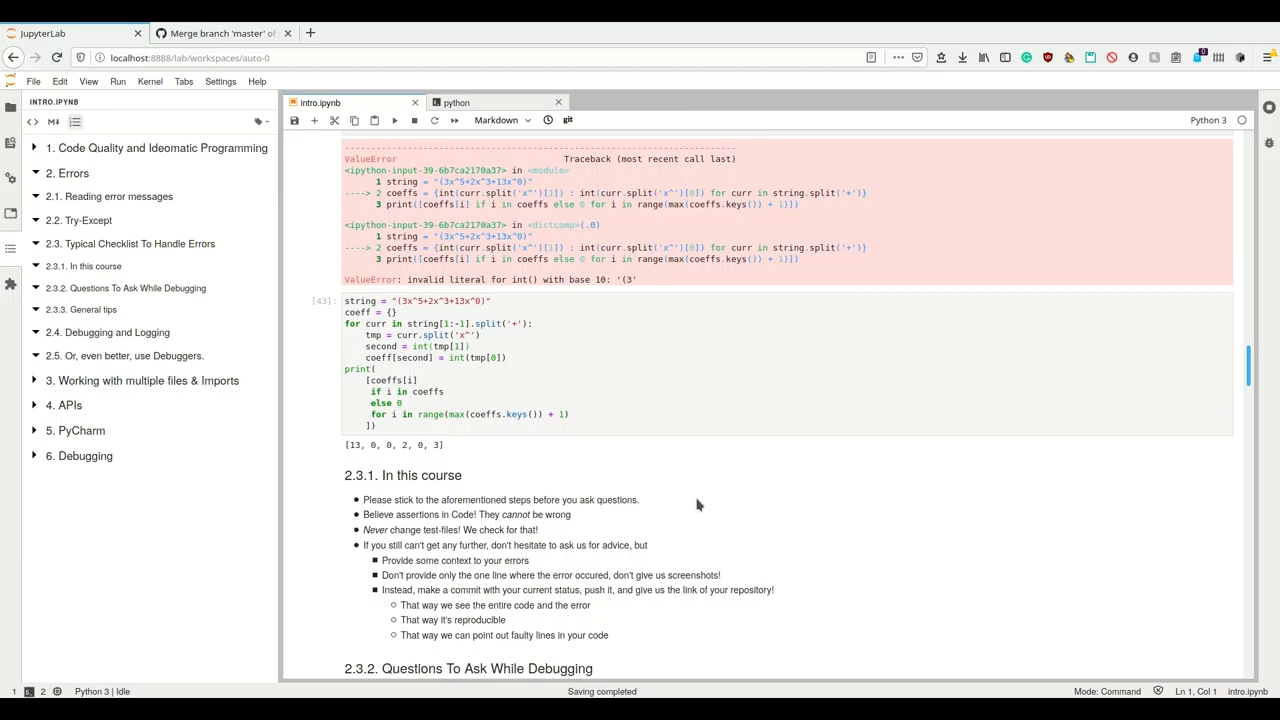 JupyterLab
Merge branch 'master' of
localhost:8888/lab/workspaces/auto-0
File Edit View Run Kernel Tabs Settings Help
INTRO.IPYNB
1. Code Quality and Ideomatic Programming
2. Errors
2.1. Reading error messages
2.2. Try-Except
2.3. Typical Checklist To Handle Errors
2.3.1. In this course
2.3.2. Questions To Ask While Debugging
2.3.3. General tips
2.4. Debugging and Logging
2.5. Or, even better, use Debuggers.
3. Working with multiple files & Imports
4. APIs
5. PyCharm
6. Debugging
intro.ipynb
python
Markdown
git
Python 3
---------------------------------------------------------------------------
ValueError Traceback (most recent call last)
<ipython-input-39-6b7ca2170a37> in <module>
1 string = "(3x^5+2x^3+13x^0)"
----> 2 coeffs = {int(curr.split('x^')[1]) : int(curr.split('x^')[0]) for curr in string.split('+')}
3 print([coeffs[i] if i in coeffs else 0 for i in range(max(coeffs.keys()) + 1)])
<ipython-input-39-6b7ca2170a37> in <dictcomp>(.0)
1 string = "(3x^5+2x^3+13x^0)"
----> 2 coeffs = {int(curr.split('x^')[1]) : int(curr.split('x^')[0]) for curr in string.split('+')}
3 print([coeffs[i] if i in coeffs else 0 for i in range(max(coeffs.keys()) + 1)])
ValueError: invalid literal for int() with base 10: '(3'
[43]: string = "(3x^5+2x^3+13x^0)"
coeff = {}
for curr in string[1:-1].split('+'):
tmp = curr.split('x^')
second = int(tmp[1])
coeff[second] = int(tmp[0])
print(
[coeffs[i]
if i in coeffs
else 0
for i in range(max(coeffs.keys()) + 1)
])
[13, 0, 0, 2, 0, 3]
2.3.1. In this course
Please stick to the aforementioned steps before you ask questions.
Believe assertions in Code! They cannot be wrong
Never change test-files! We check for that!
If you still can't get any further, don't hesitate to ask us for advice, but
Provide some context to your errors
Don't provide only the one line where the error occured, don't give us screenshots!
Instead, make a commit with your current status, push it, and give us the link of your repository!
That way we see the entire code and the error
That way it's reproducible
That way we can point out faulty lines in your code
2.3.2. Questions To Ask While Debugging
1 2 Python 3 | Idle Saving completed Mode: Command Ln 1, Col 1 intro.ipynb